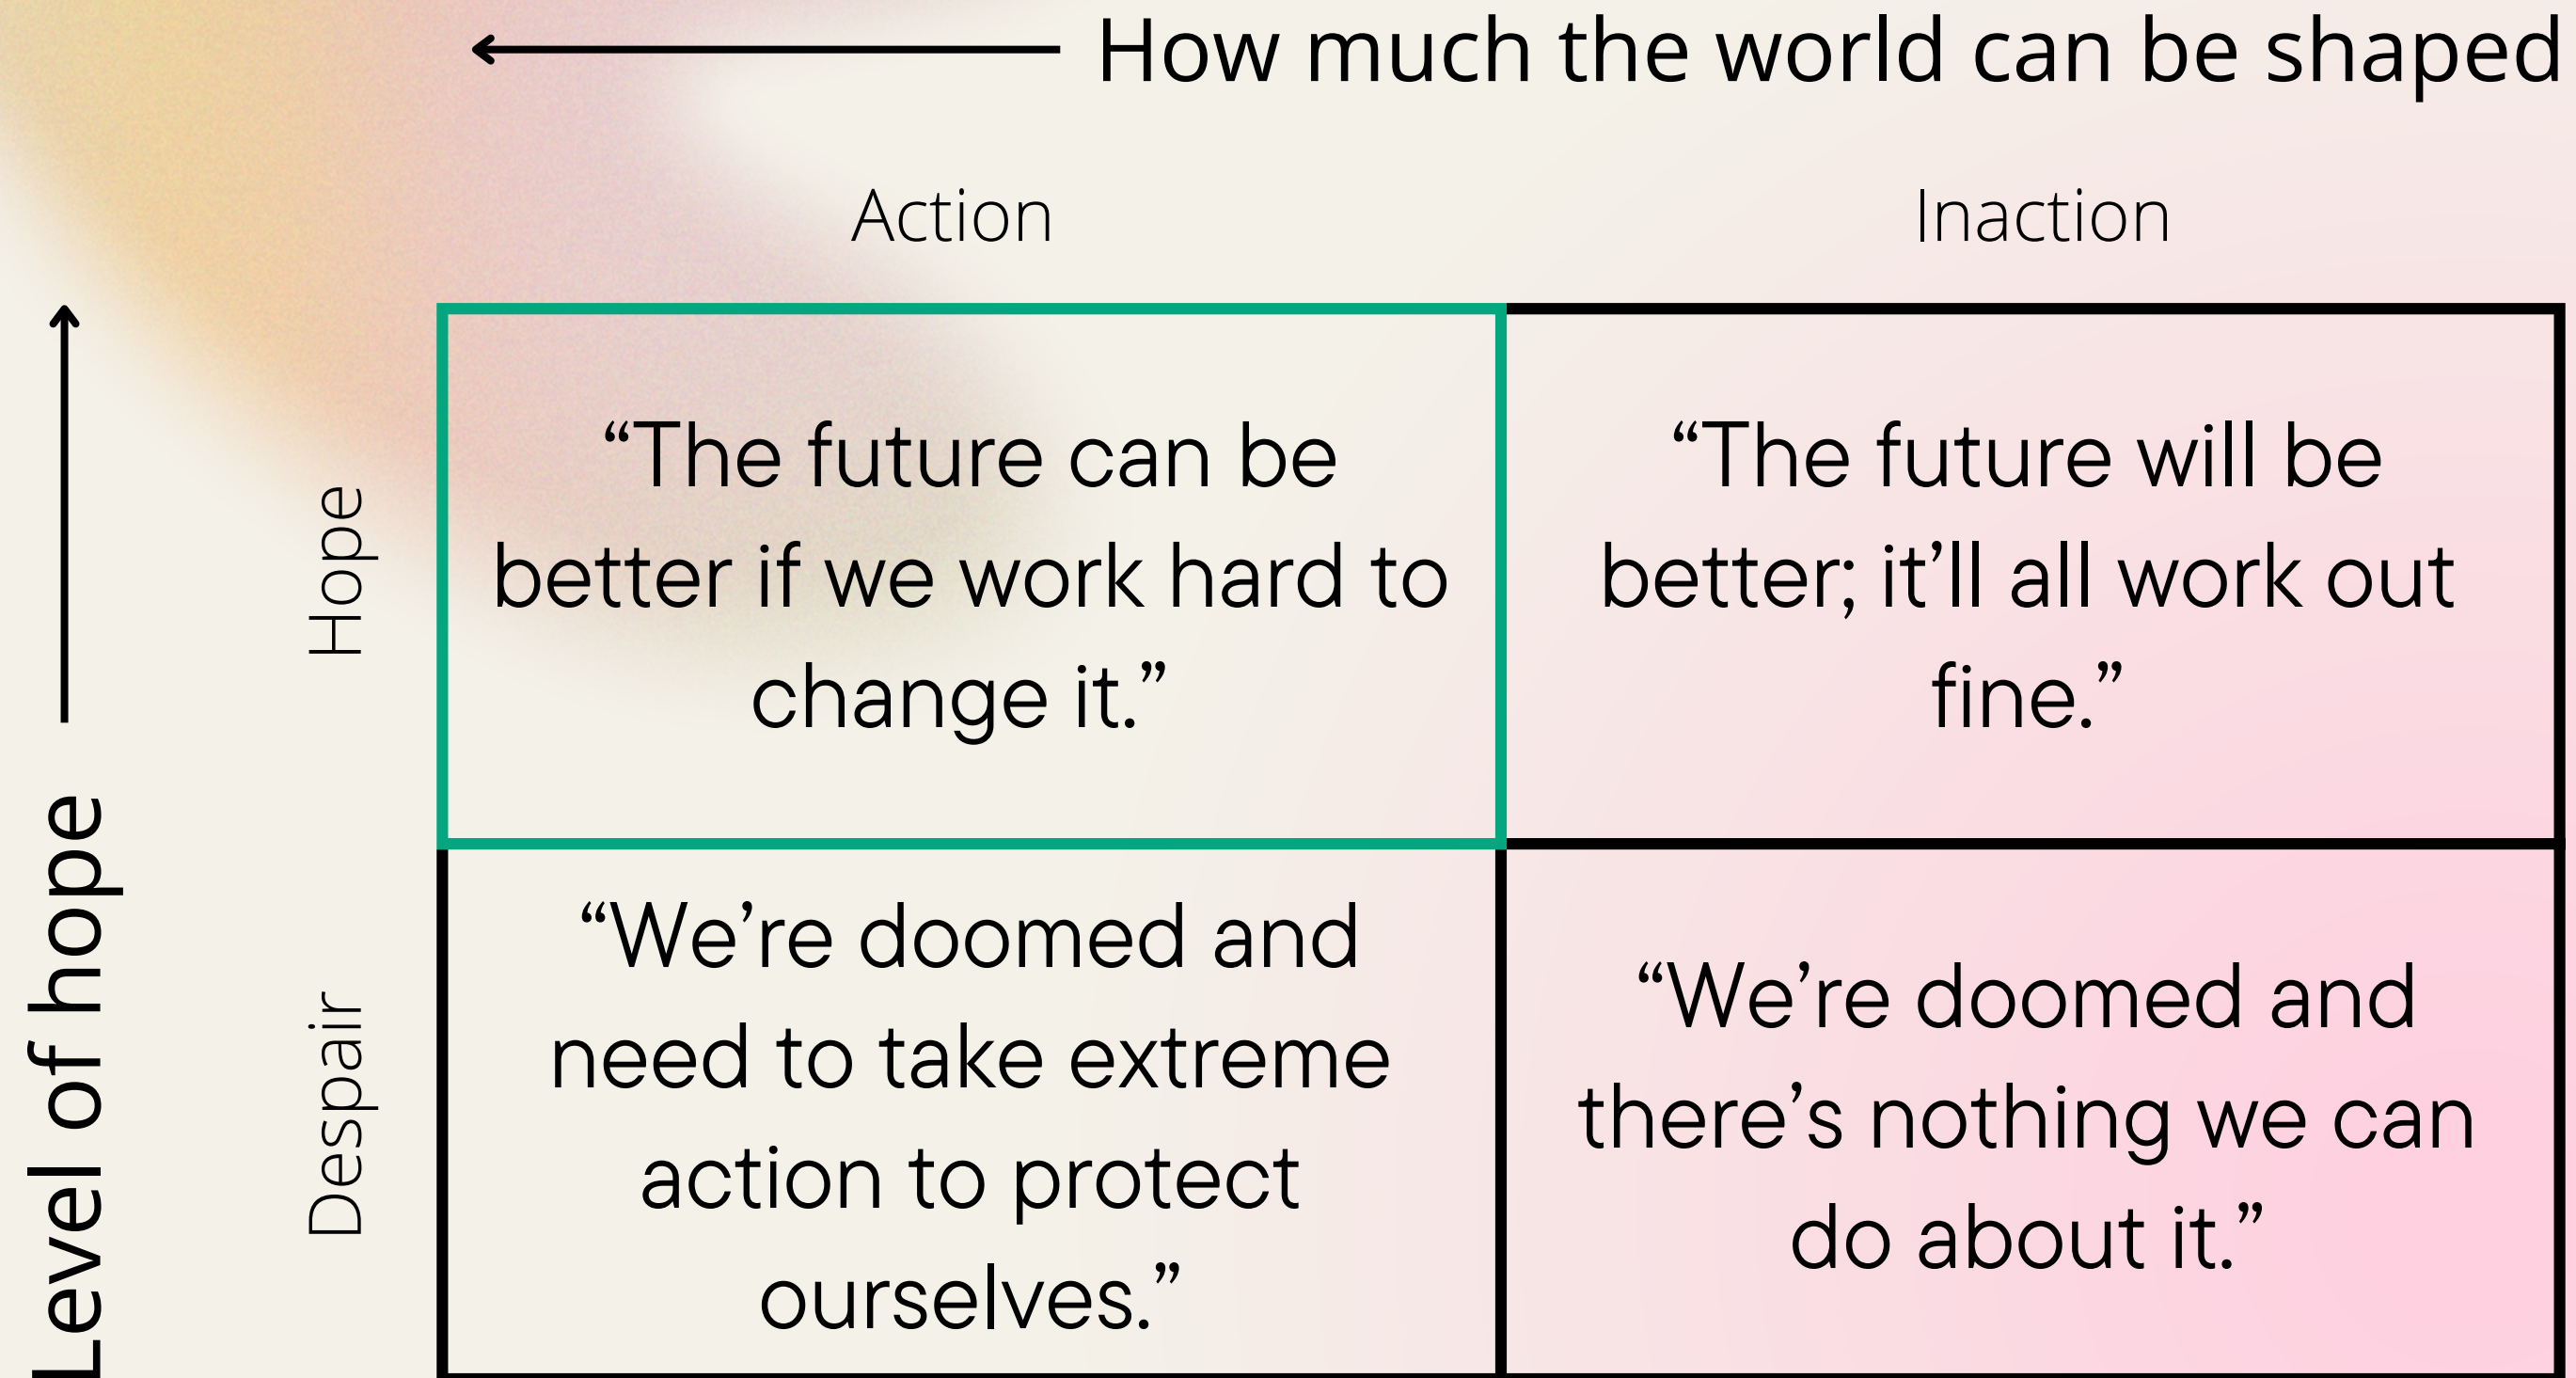 How much the world can be shaped
Action
Inaction
Level of hope
Hope
“The future can be
better if we work hard to
change it.”
“The future will be
better; it’ll all work out
fine.”
Despair
“We’re doomed and
need to take extreme
action to protect
ourselves.”
“We’re doomed and
there’s nothing we can
do about it.”